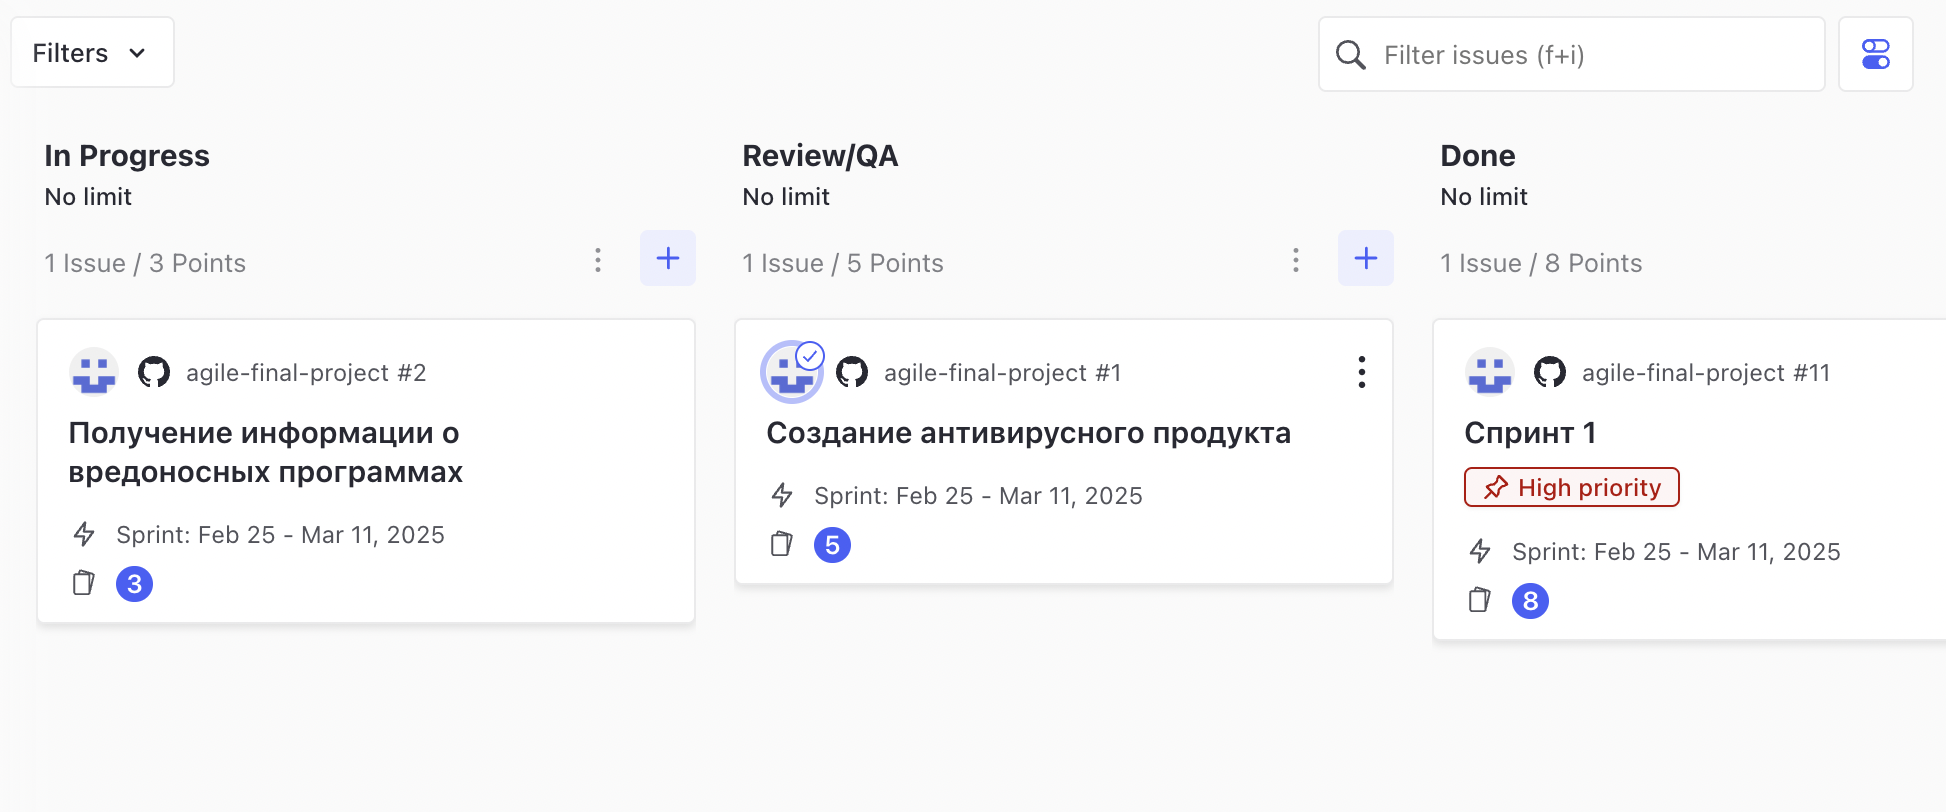 Filters
Filter issues (f+i)
In Progress
No limit
1 Issue / 3 Points
agile-final-project #2
Получение информации о
вредоносных программах
Sprint: Feb 25 - Mar 11, 2025
3
Review/QA
No limit
1 Issue / 5 Points
agile-final-project #1
Создание антивирусного продукта
Sprint: Feb 25 - Mar 11, 2025
5
Done
No limit
1 Issue / 8 Points
agile-final-project #11
Спринт 1
High priority
Sprint: Feb 25 - Mar 11, 2025
8